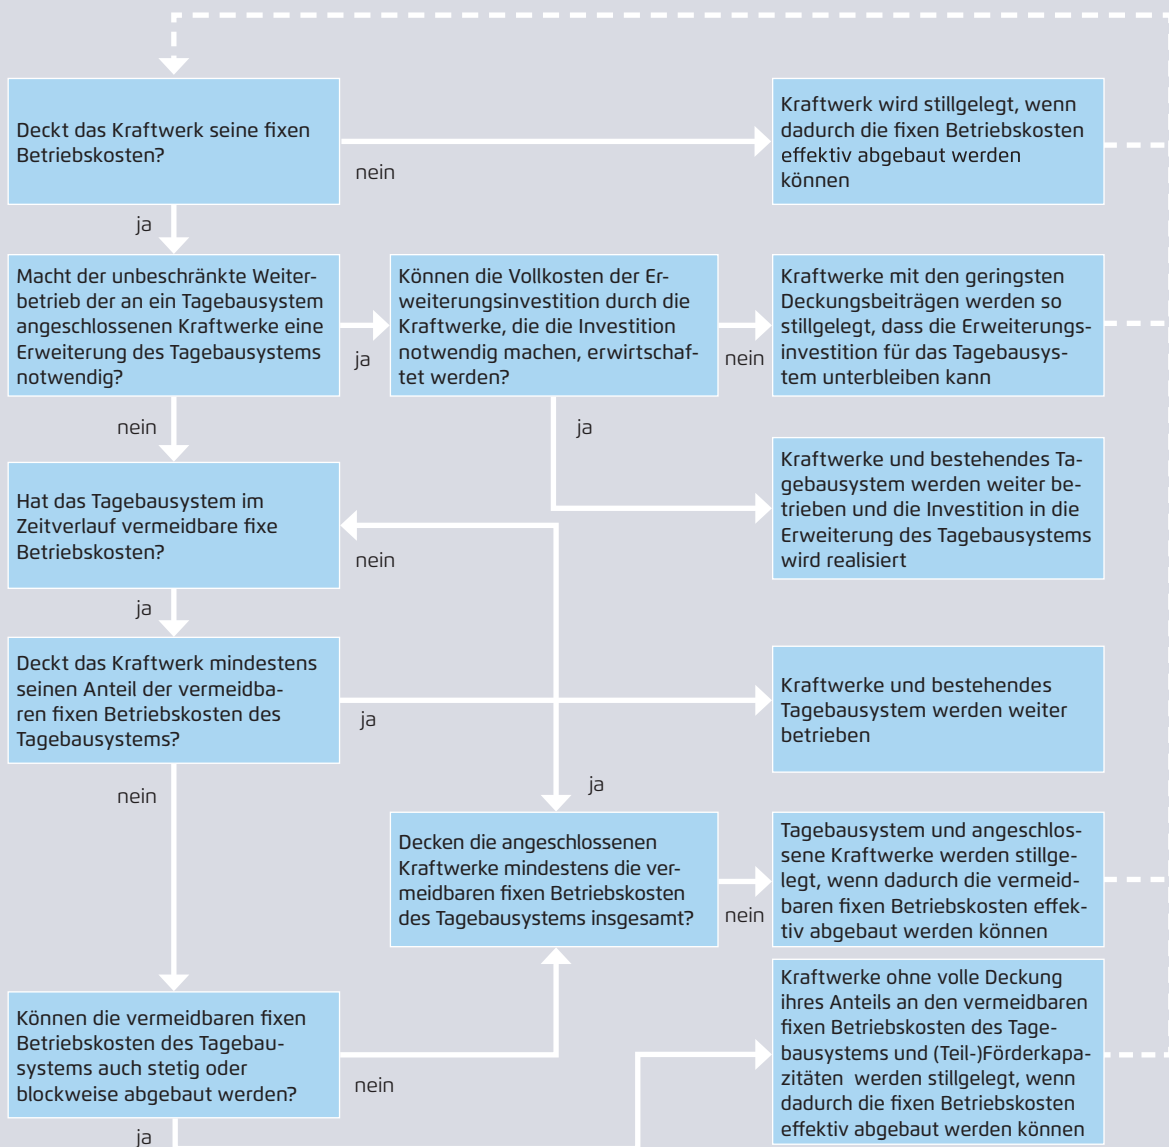 Deckt das Kraftwerk seine fixen
Betriebskosten?
nein
Kraftwerk wird stillgelegt, wenn
dadurch die fixen Betriebskosten
effektiv abgebaut werden
können
ja
Macht der unbeschränkte Weiter-
betrieb der an ein Tagebausystem
angeschlossenen Kraftwerke eine
Erweiterung des Tagebausystems
notwendig?
ja
Können die Vollkosten der Er-
weiterungsinvestition durch die
Kraftwerke, die die Investition
notwendig machen, erwirtschaf-
tet werden?
nein
Kraftwerke mit den geringsten
Deckungsbeiträgen werden so
stillgelegt, dass die Erweiterungs-
investition für das Tagebausys-
tem unterbleiben kann
nein
ja
Kraftwerke und bestehendes Ta-
gebausystem werden weiter be-
trieben und die Investition in die
Erweiterung des Tagebausystems
wird realisiert
Hat das Tagebausystem im
Zeitverlauf vermeidbare fixe
Betriebskosten?
nein
ja
Deckt das Kraftwerk mindestens
seinen Anteil der vermeidba-
ren fixen Betriebskosten des
Tagebausystems?
ja
Kraftwerke und bestehendes
Tagebausystem werden weiter
betrieben
nein
ja
Decken die angeschlossenen
Kraftwerke mindestens die ver-
meidbaren fixen Betriebskosten
des Tagebausystems insgesamt?
nein
Tagebausystem und angeschlos-
sene Kraftwerke werden stillge-
legt, wenn dadurch die vermeid-
baren fixen Betriebskosten effek-
tiv abgebaut werden können
Können die vermeidbaren fixen
Betriebskosten des Tagebau-
systems auch stetig oder
blockweise abgebaut werden?
nein
ja
Kraftwerke ohne volle Deckung
ihres Anteils an den vermeidbaren
fixen Betriebskosten des Tage-
bausystems und (Teil-)Förderkapa-
zitäten werden stillgelegt, wenn
dadurch die fixen Betriebskosten
effektiv abgebaut werden können